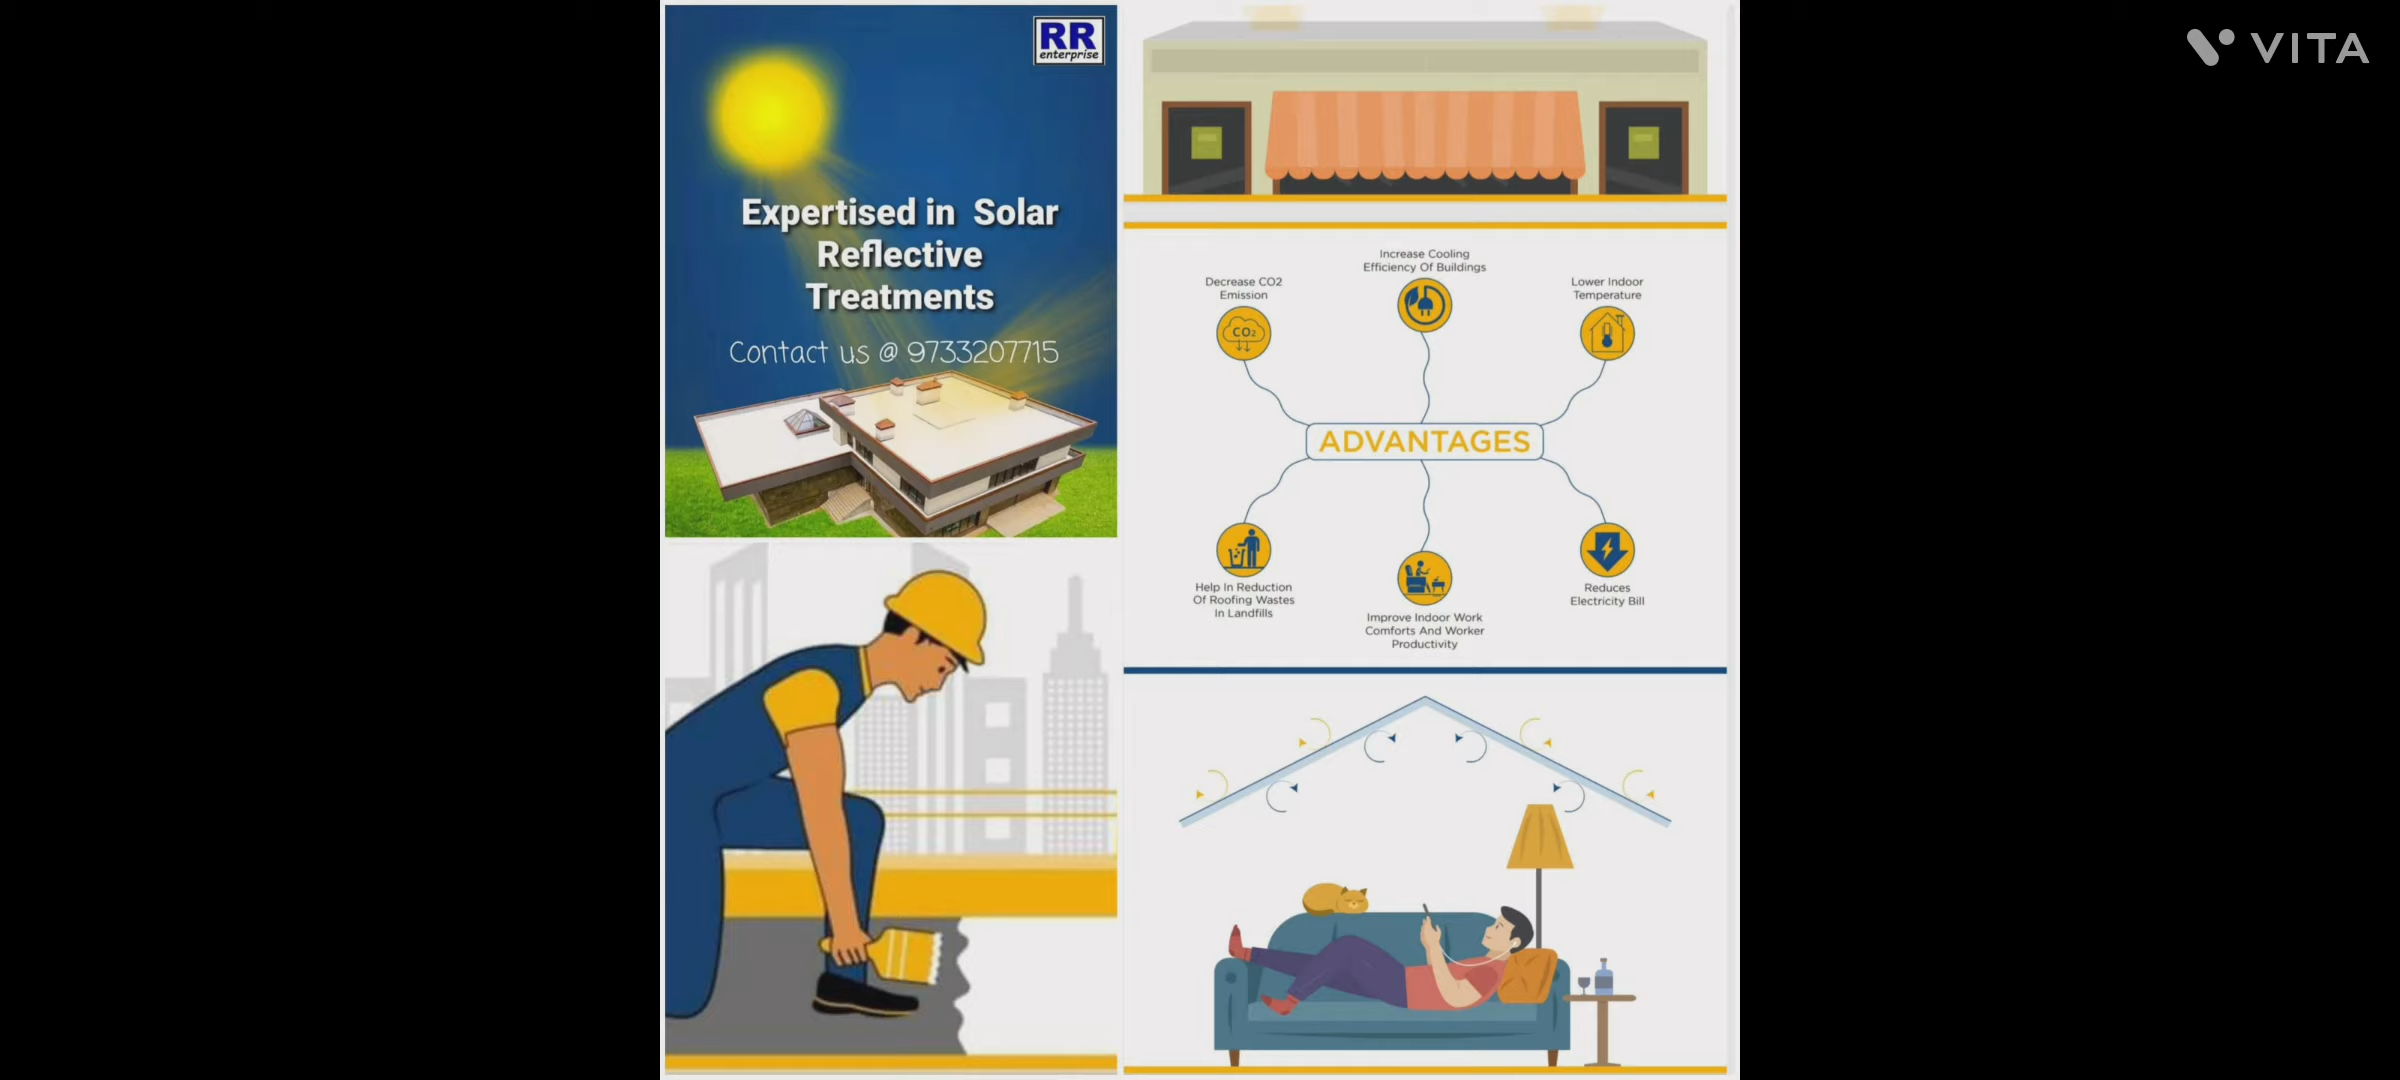 RR
enterprise
Expertised in Solar
Reflective
Treatments
Contact us @ 9733207715
Increase Cooling
Efficiency Of Buildings
Decrease CO2
Emission
CO2
Lower Indoor
Temperature
ADVANTAGES
Help In Reduction
Of Roofing Wastes
In Landfills
Improve Indoor Work
Comforts And Worker
Productivity
Reduces
Electricity Bill
VITA